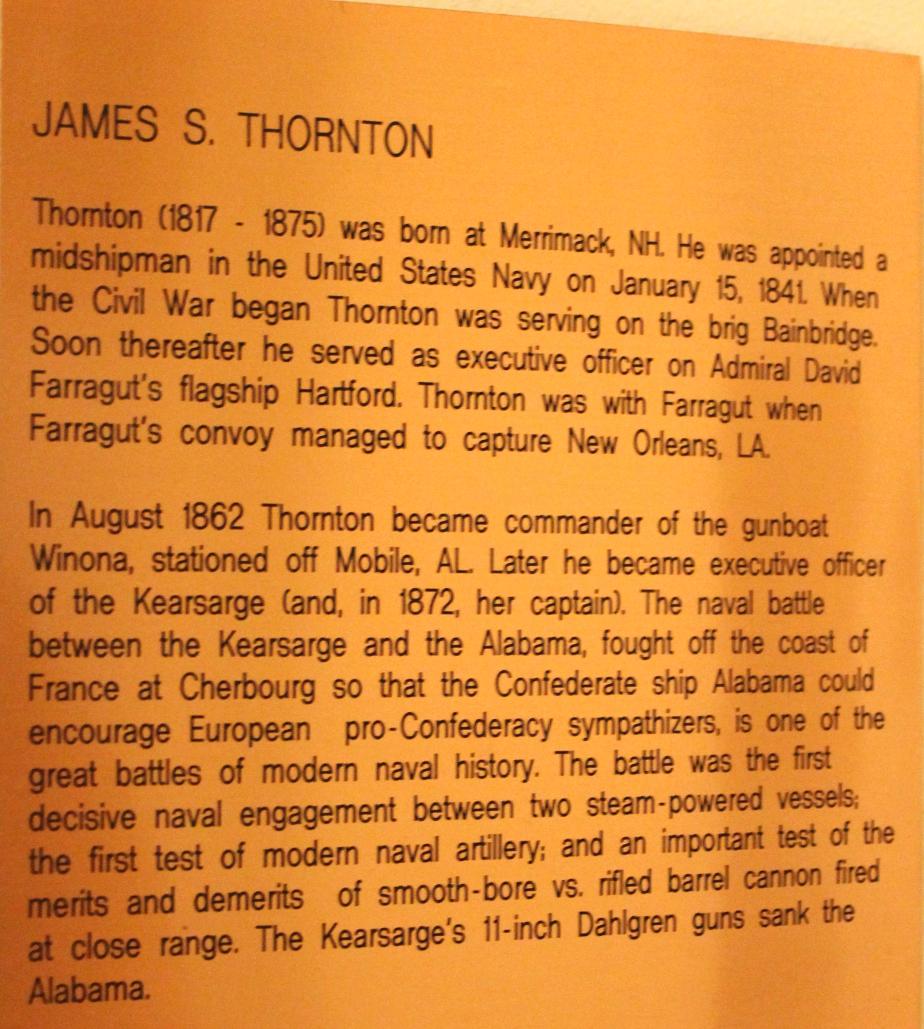 JAMES S. THORNTON
Thornton (1817 - 1875) was born at Merrimack, NH. He was appointed a
midshipman in the United States Navy on January 15, 1841. When
the Civil War began Thornton was serving on the brig Bainbridge.
Soon thereafter he served as executive officer on Admiral David
Farragut's flagship Hartford. Thornton was with Farragut when
Farragut's convoy managed to capture New Orleans, LA.
In August 1862 Thornton became commander of the gunboat
Winona, stationed off Mobile, AL. Later he became executive officer
of the Kearsarge (and, in 1872, her captain). The naval battle
between the Kearsarge and the Alabama, fought off the coast of
France at Cherbourg so that the Confederate ship Alabama could
encourage European pro-Confederacy sympathizers, is one of the
great battles of modern naval history. The battle was the first
decisive naval engagement between two steam-powered vessels;
the first test of modern naval artillery; and an important test of the
merits and demerits of smooth-bore vs. rifled barrel cannon fired
at close range. The Kearsarge's 11-inch Dahlgren guns sank the
Alabama.